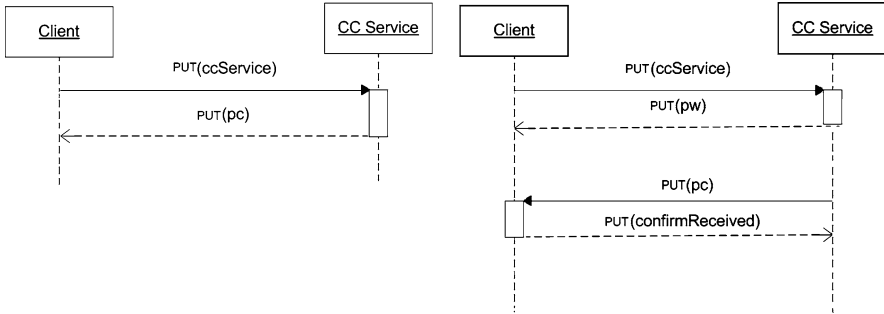 Client
CC Service
PUT(ccService)
PUT(pc)
Client
CC Service
PUT(ccService)
PUT(pw)
PUT(pc)
PUT(confirmReceived)